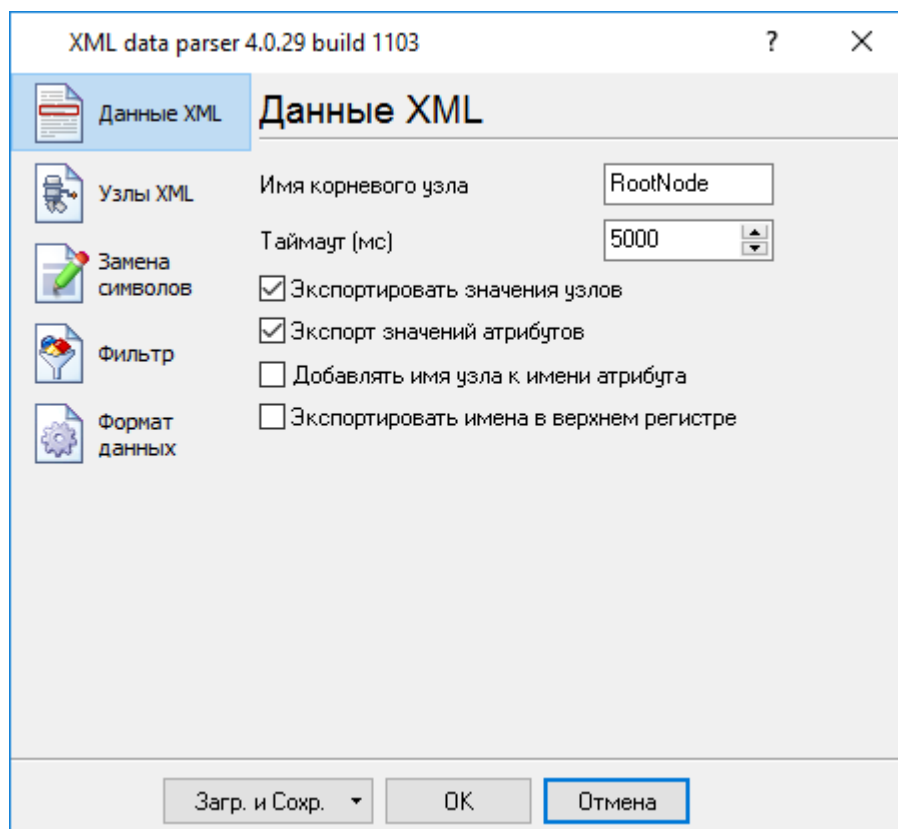 XML data parser 4.0.29 build 1103
?
Данные XML
Узлы XML
Замена
символов
Фильтр
Формат
данных
Данные XML
Имя корневого узла
RootNode
Таймаут (мс)
5000
Экспортировать значения узлов
Экспорт значений атрибутов
Добавлять имя узла к имени атрибута
Экспортировать имена в верхнем регистре
Загр. и Сохр.
OK
Отмена